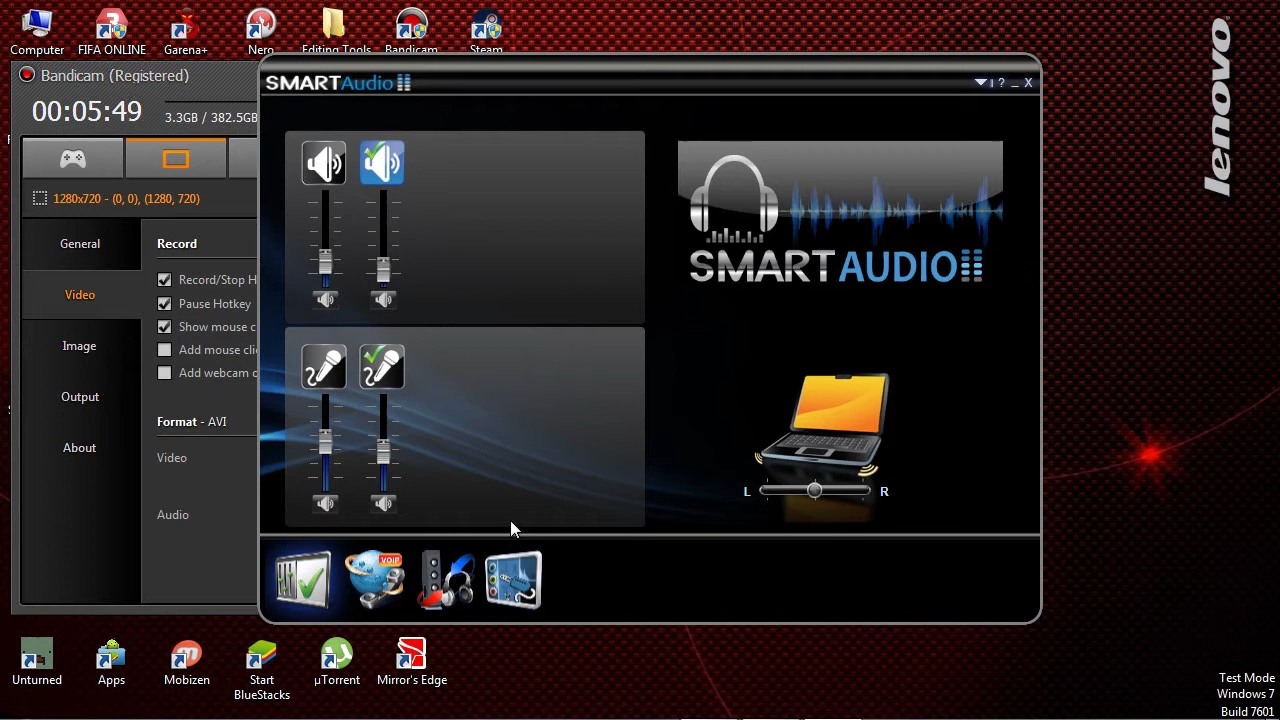 Computer
FIFA ONLINE
Garena+
Nero
Editing Tools
Bandicam
Steam
lenovo
Bandicam (Registered)
00:05:49
3.3GB / 382.5GB
1280x720 - (0, 0), (1280, 720)
General
Video
Image
Output
About
Record
Record/Stop H
Pause Hotkey
Show mouse c
Add mouse clic
Add webcam o
Format - AVI
Video
Audio
SMARTAudio
? _ X
SMARTAUDIO
L
R
VOIP
Unturned
Apps
Mobizen
Start
BlueStacks
µTorrent
Mirror's Edge
Test Mode
Windows 7
Build 7601